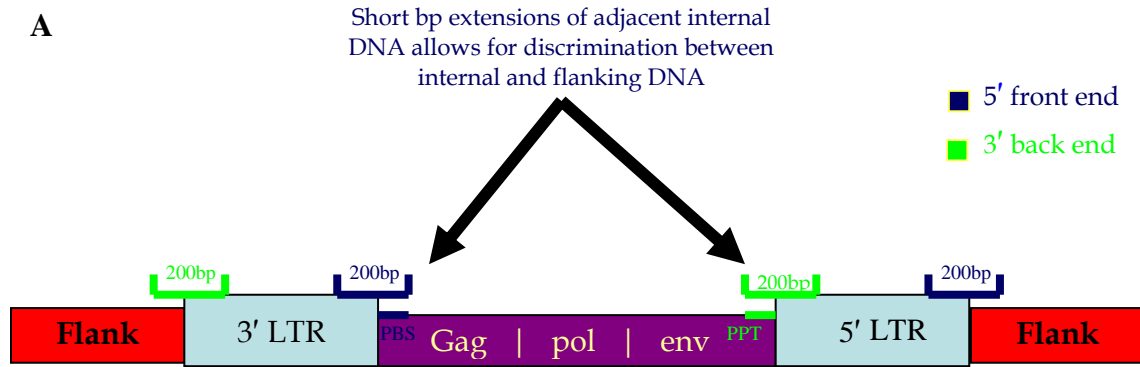 A
Short bp extensions of adjacent internal
DNA allows for discrimination between
internal and flanking DNA
5′ front end
3′ back end
200bp
200bp
200bp
200bp
Flank
3′ LTR
PBS
Gag | pol | env
PPT
5′ LTR
Flank